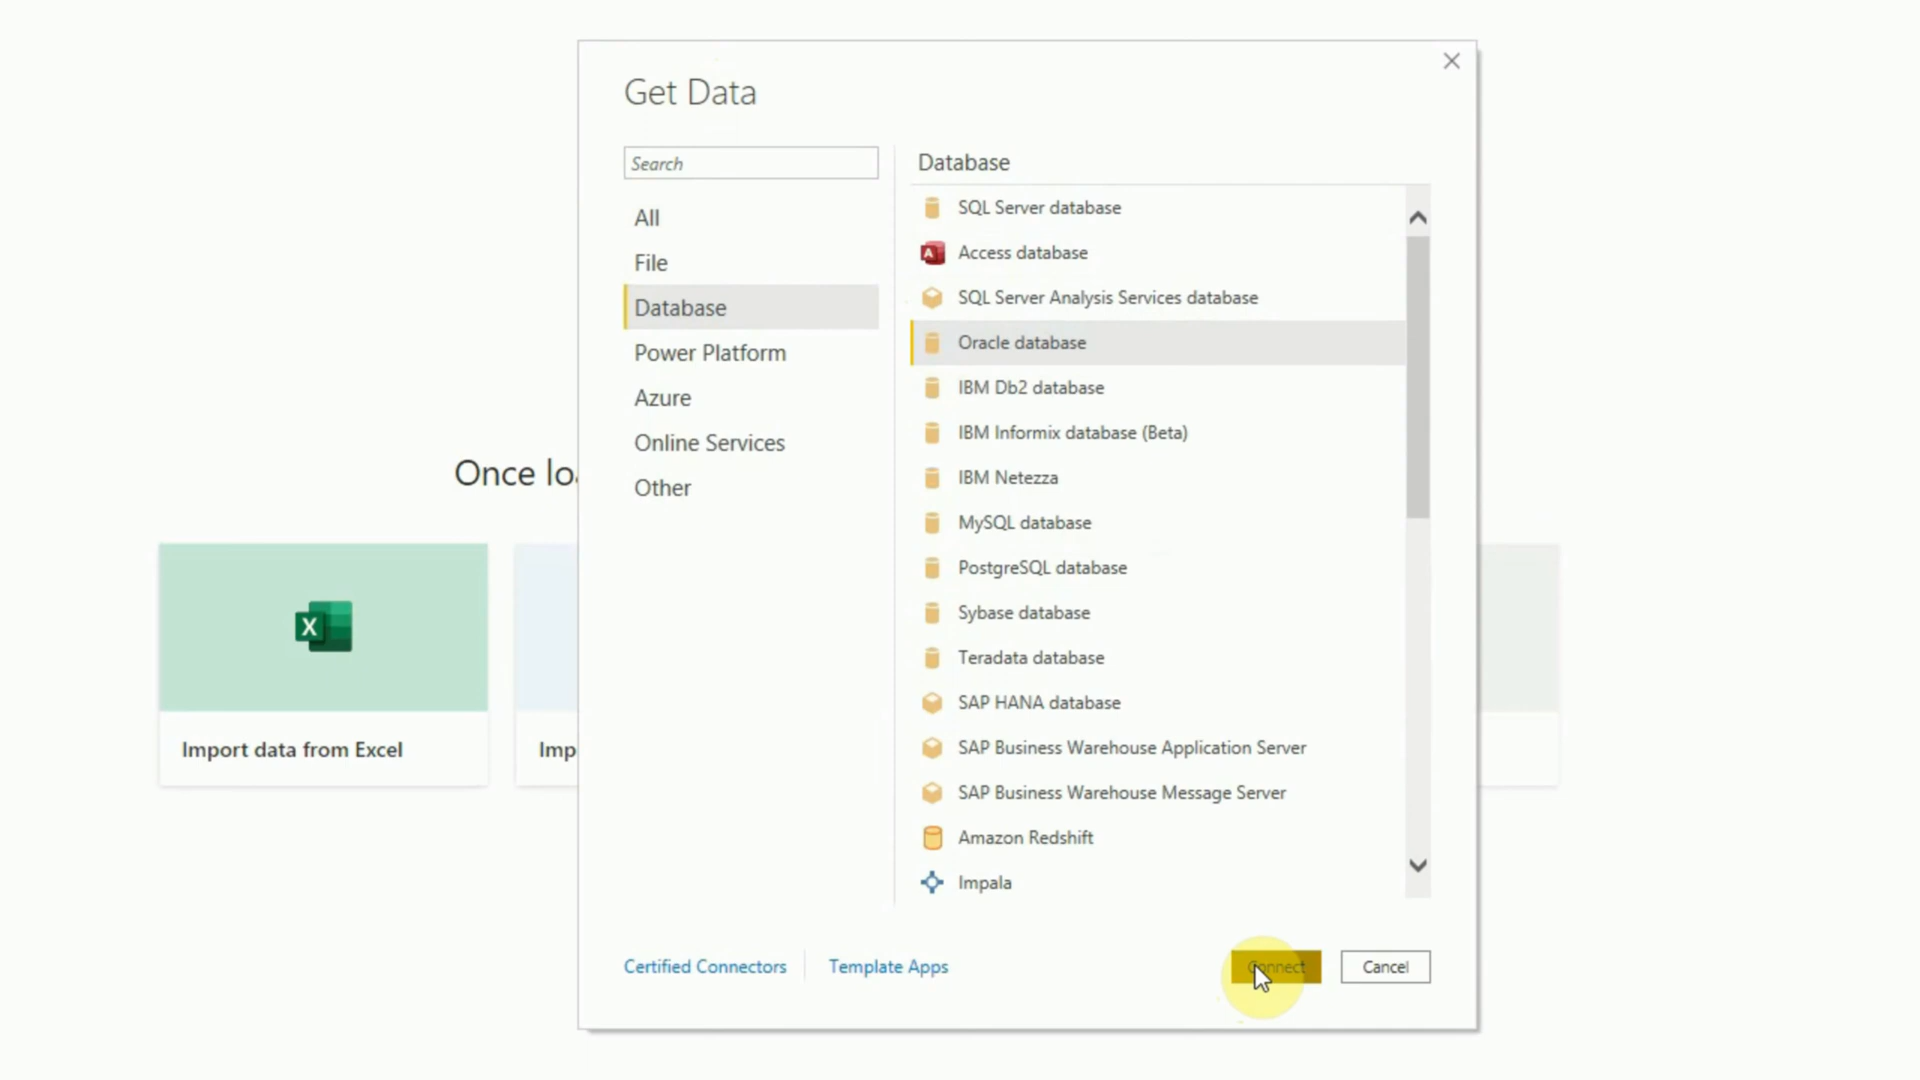 Get Data
Search
All
File
Database
Power Platform
Azure
Online Services
Other
Database
SQL Server database
A Access database
SQL Server Analysis Services database
Oracle database
IBM Db2 database
IBM Informix database (Beta)
IBM Netezza
MySQL database
PostgreSQL database
Sybase database
Teradata database
SAP HANA database
SAP Business Warehouse Application Server
SAP Business Warehouse Message Server
Amazon Redshift
Impala
Certified Connectors
Template Apps
Connect
Cancel
Once
X
Import data from Excel
Imp